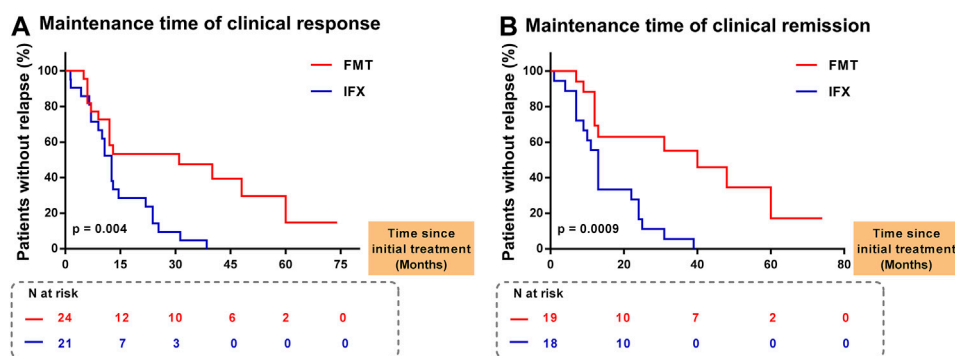 A Maintenance time of clinical response
Patients without relapse (%)
100
80
60
40
20
0
FMT
IFX
p = 0.004
0 15 30 45 60 75
Time since
initial treatment
(Months)
N at risk
24 12 10 6 2 0
21 7 3 0 0 0
B Maintenance time of clinical remission
Patients without relapse (%)
100
80
60
40
20
0
FMT
IFX
p = 0.0009
0 20 40 60 80
Time since
initial treatment
(Months)
N at risk
19 10 7 2 0
18 10 0 0 0